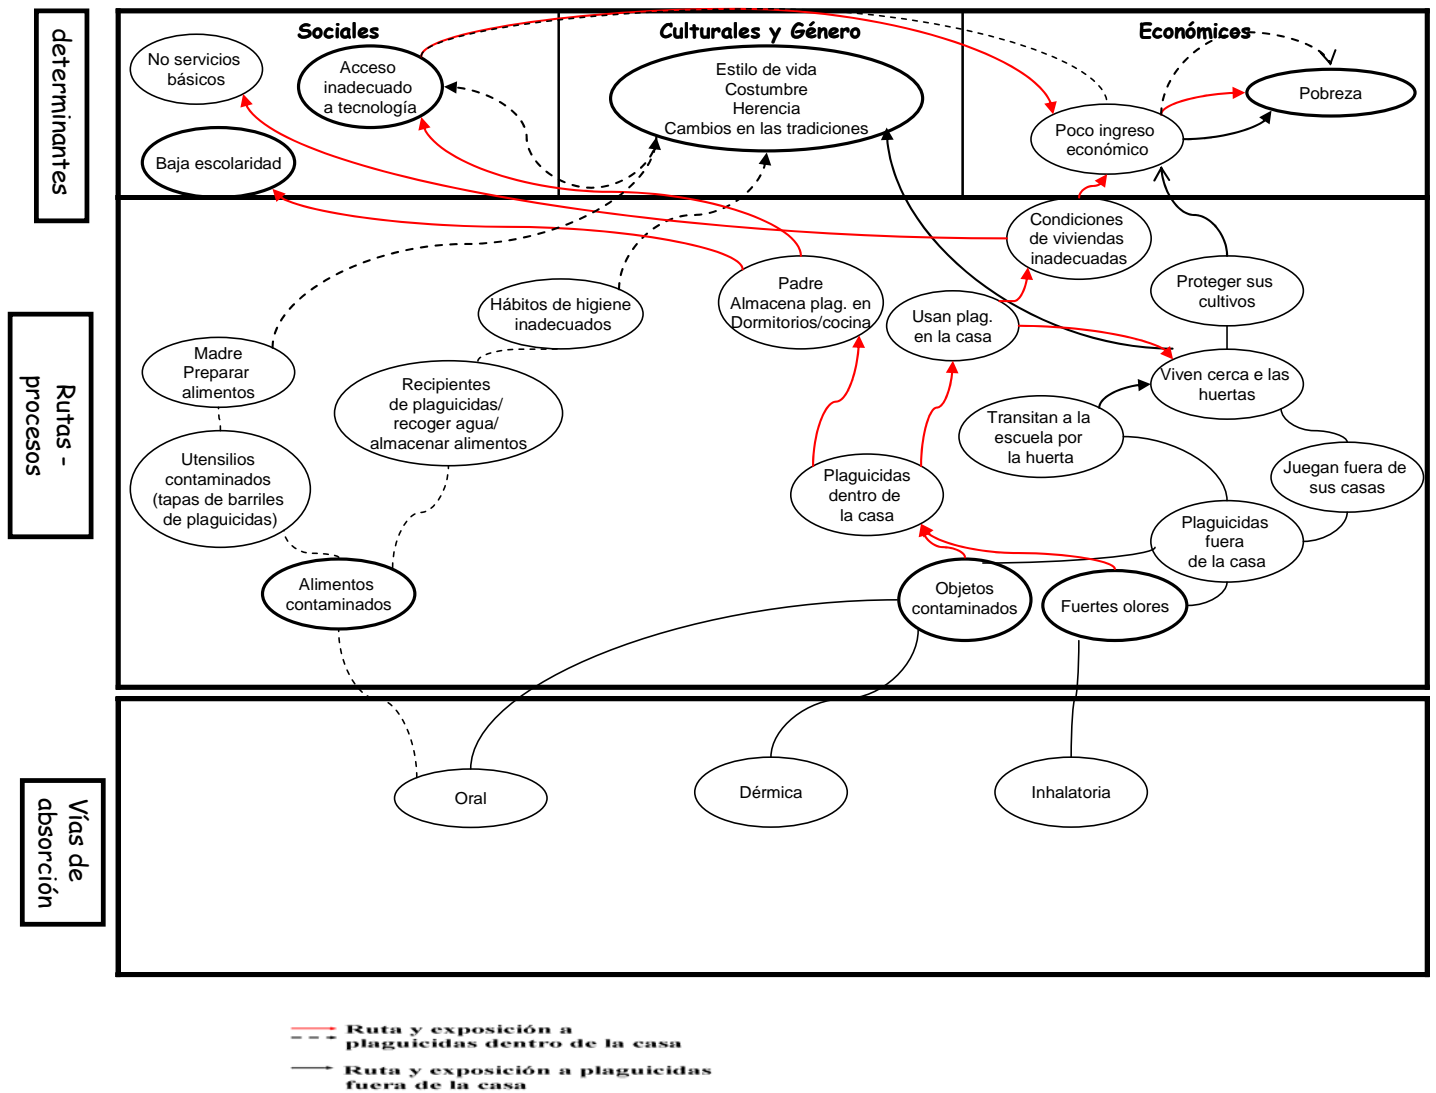 determinantes
Sociales
Culturales y Género
Económicos
No servicios
básicos
Acceso
inadecuado
a tecnología
Baja escolaridad
Estilo de vida
Costumbre
Herencia
Cambios en las tradiciones
Poco ingreso
económico
Pobreza
Rutas -
procesos
Condiciones
de viviendas
inadecuadas
Proteger sus
cultivos
Padre
Almacena plag. en
Dormitorios/cocina
Usan plag.
en la casa
Hábitos de higiene
inadecuados
Madre
Preparar
alimentos
Recipientes
de plaguicidas/
recoger agua/
almacenar alimentos
Viven cerca e las
huertas
Transitan a la
escuela por
la huerta
Juegan fuera de
sus casas
Utensilios
contaminados
(tapas de barriles
de plaguicidas)
Plaguicidas
dentro de
la casa
Plaguicidas
fuera
de la casa
Alimentos
contaminados
Objetos
contaminados
Fuertes olores
Vías de
absorción
Oral
Dérmica
Inhalatoria
Ruta y exposición a
plaguicidas dentro de la casa
Ruta y exposición a plaguicidas
fuera de la casa